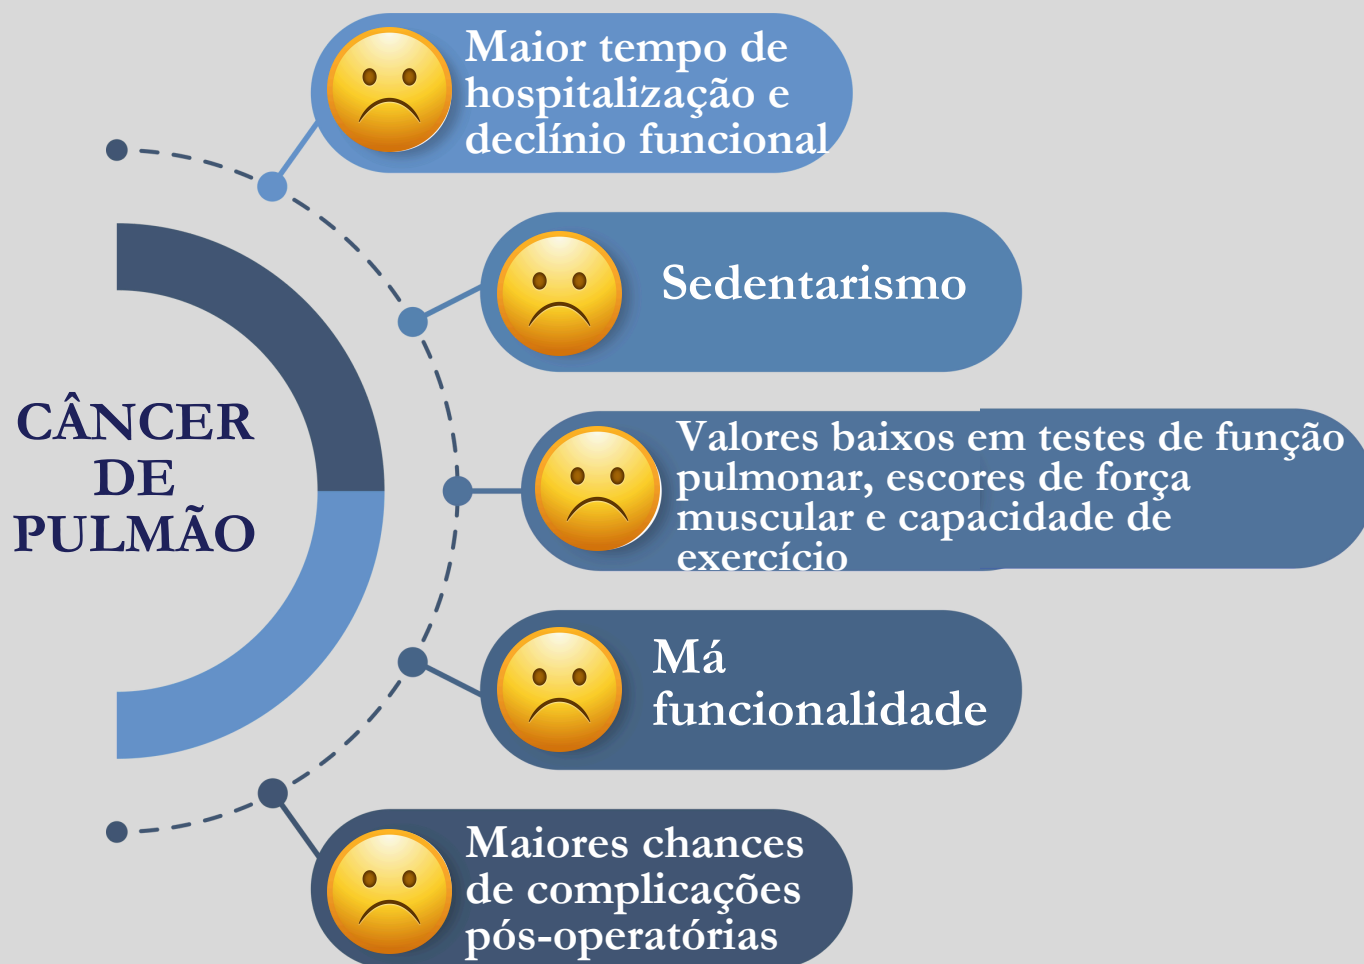 CÂNCER
DE
PULMÃO
Maior tempo de
hospitalização e
declínio funcional
Sedentarismo
Valores baixos em testes de função
pulmonar, escores de força
muscular e capacidade de
exercício
Má
funcionalidade
Maiores chances
de complicações
pós-operatórias